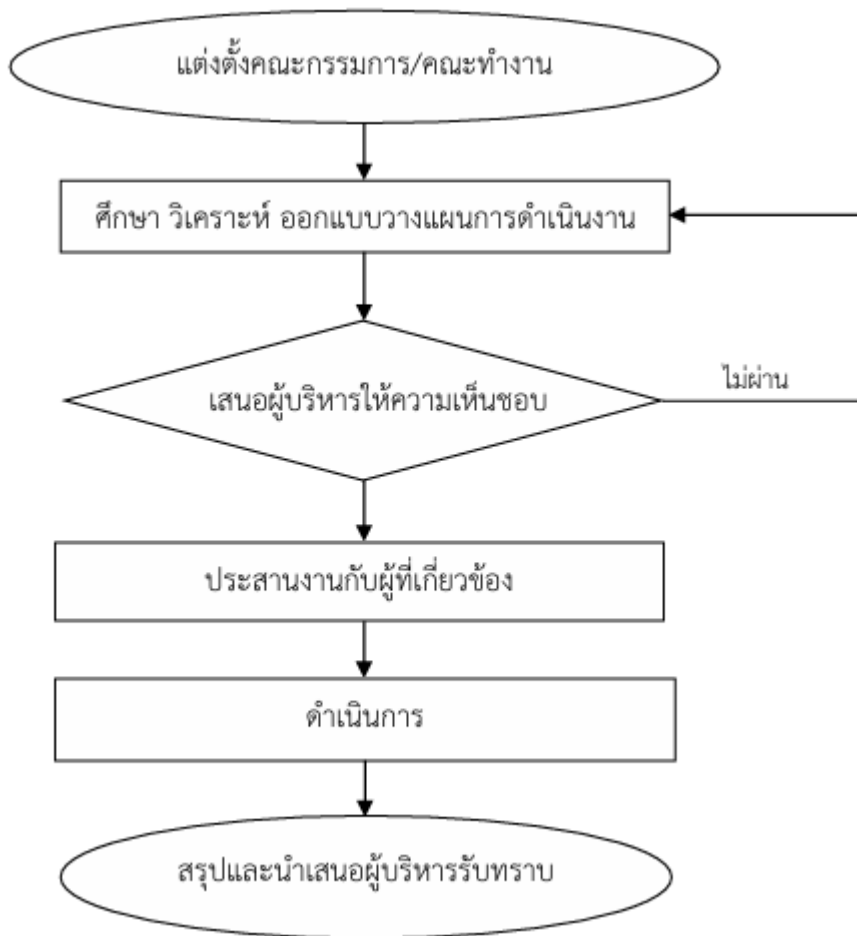 แต่งตั้งคณะกรรมการ/คณะทำงาน
ศึกษา วิเคราะห์ ออกแบบวางแผนการดำเนินงาน
เสนอผู้บริหารให้ความเห็นชอบ
ไม่ผ่าน
ประสานงานกับผู้ที่เกี่ยวข้อง
ดำเนินการ
สรุปและนำเสนอผู้บริหารรับทราบ